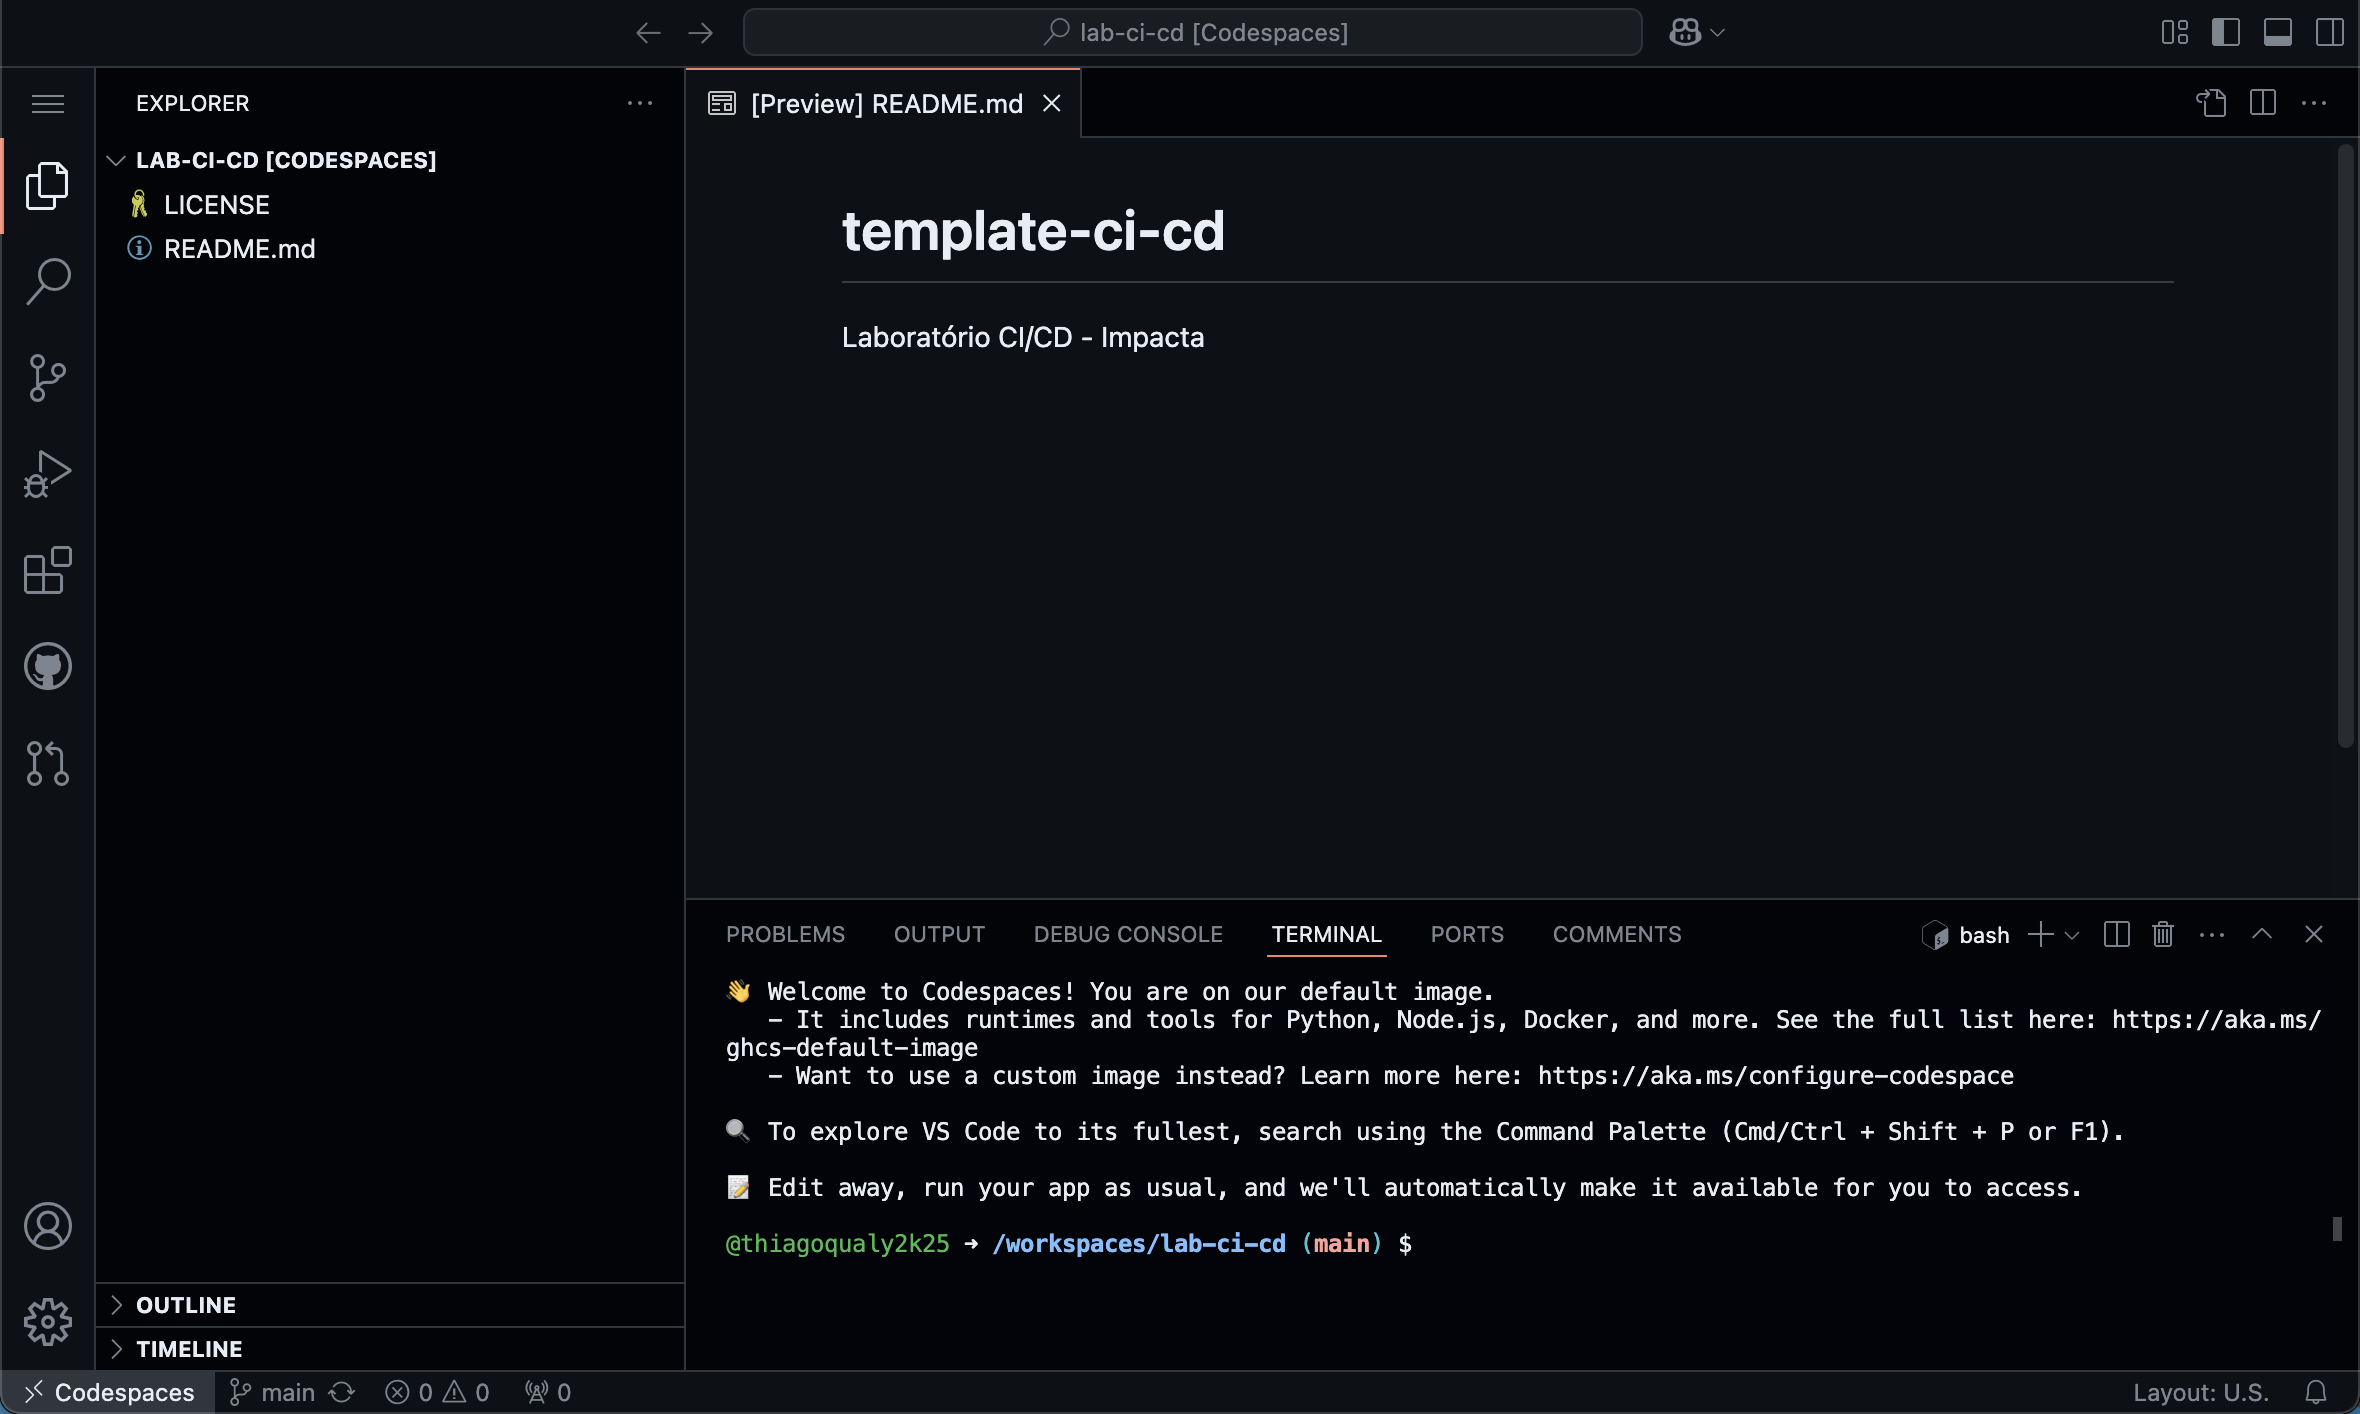 lab-ci-cd [Codespaces]
EXPLORER
LAB-CI-CD [CODESPACES]
LICENSE
README.md
OUTLINE
TIMELINE
[Preview] README.md
template-ci-cd
Laboratório CI/CD - Impacta
PROBLEMS OUTPUT DEBUG CONSOLE TERMINAL PORTS COMMENTS
bash
👋 Welcome to Codespaces! You are on our default image.
- It includes runtimes and tools for Python, Node.js, Docker, and more. See the full list here: https://aka.ms/
ghcs-default-image
- Want to use a custom image instead? Learn more here: https://aka.ms/configure-codespace
🔍 To explore VS Code to its fullest, search using the Command Palette (Cmd/Ctrl + Shift + P or F1).
📝 Edit away, run your app as usual, and we'll automatically make it available for you to access.
@thiagoqualy2k25 ➜ /workspaces/lab-ci-cd (main) $
Codespaces main 0 0 0
Layout: U.S.